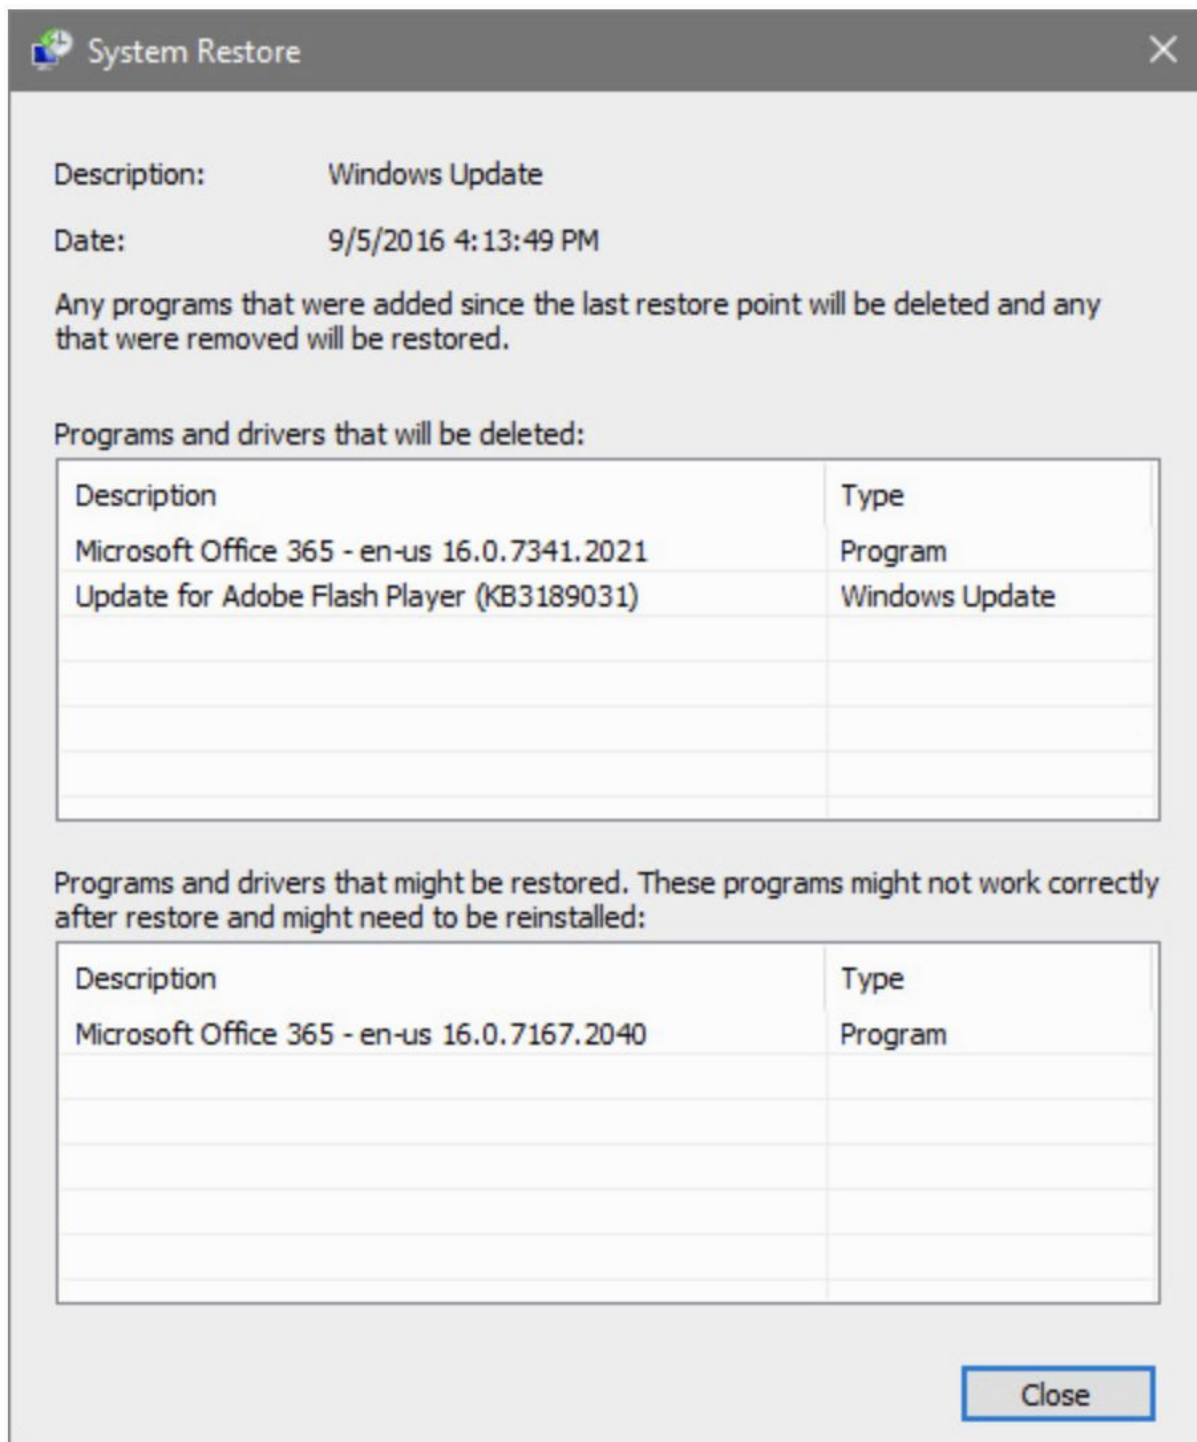 System Restore
Description: Windows Update
Date: 9/5/2016 4:13:49 PM
Any programs that were added since the last restore point will be deleted and any
that were removed will be restored.
Programs and drivers that will be deleted:
Description Type
Microsoft Office 365 - en-us 16.0.7341.2021 Program
Update for Adobe Flash Player (KB3189031) Windows Update
Programs and drivers that might be restored. These programs might not work correctly
after restore and might need to be reinstalled:
Description Type
Microsoft Office 365 - en-us 16.0.7167.2040 Program
Close